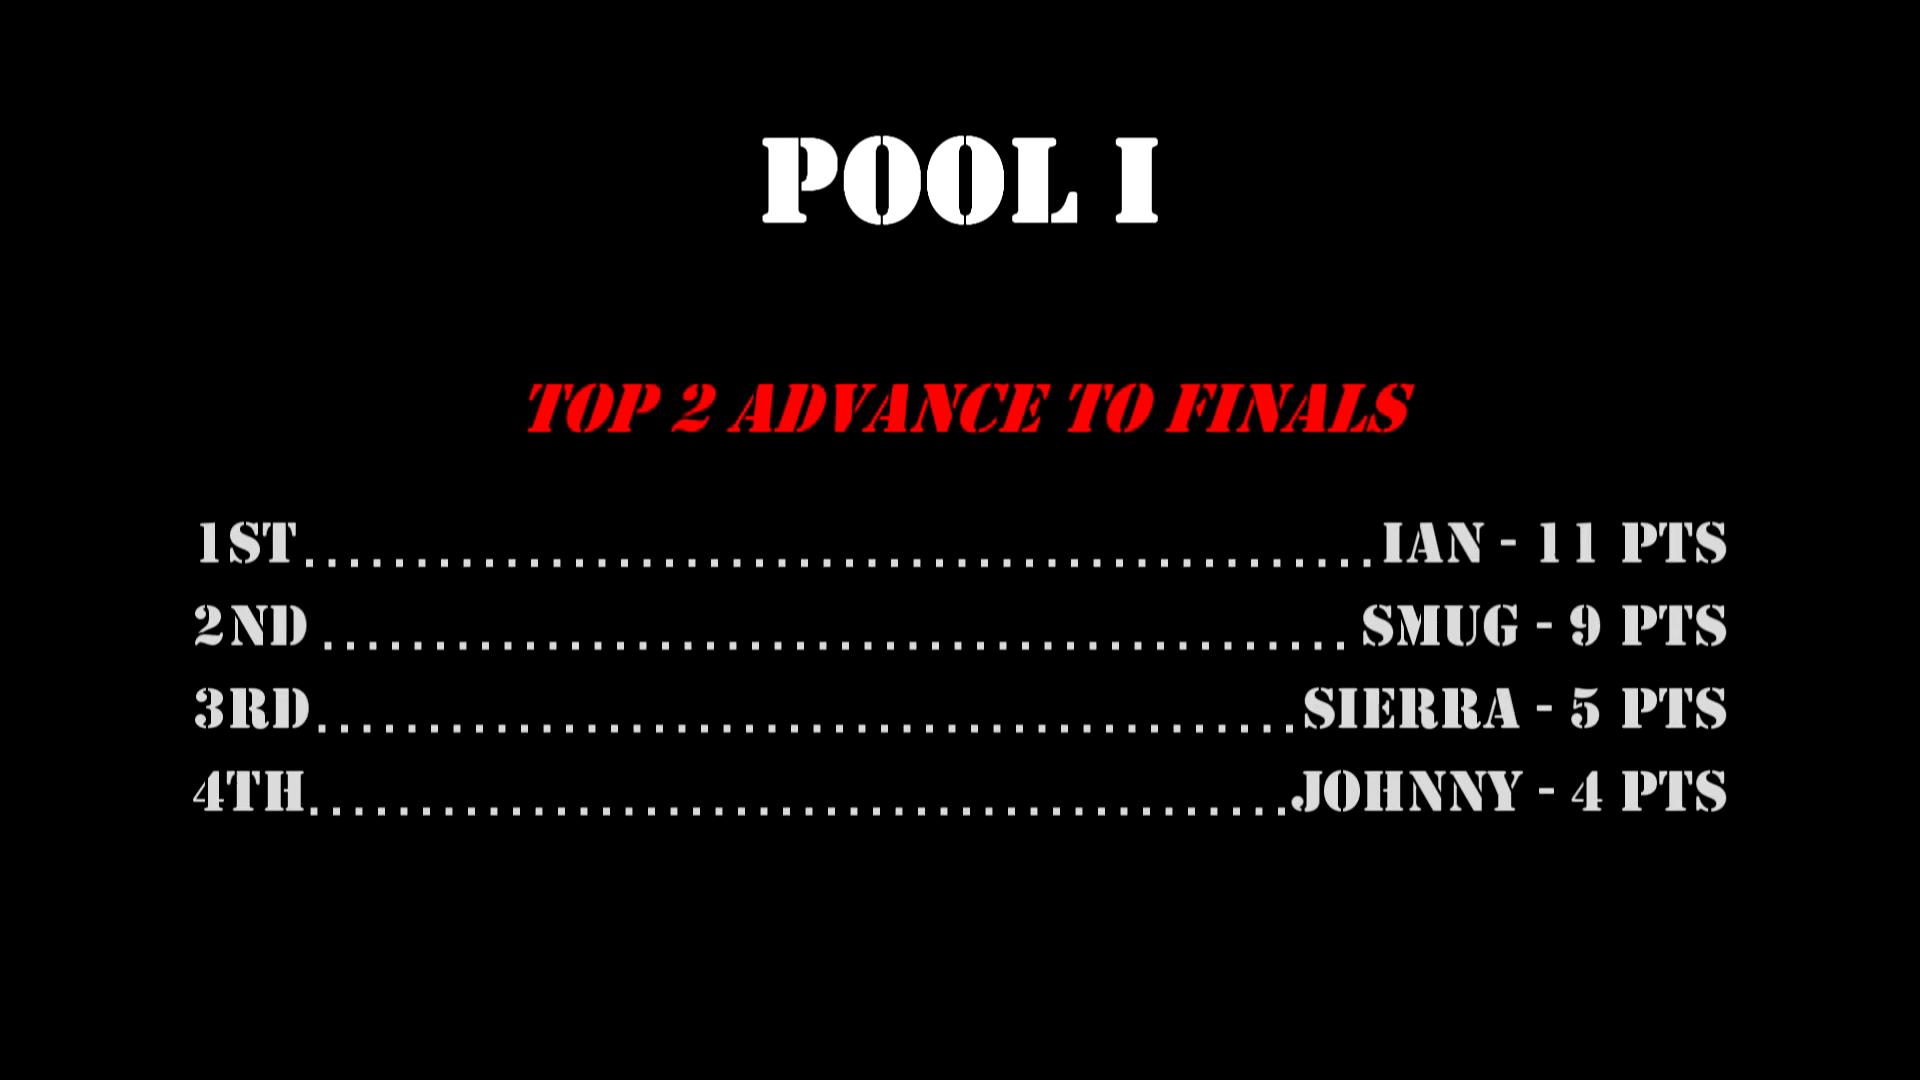 POOL I
TOP 2 ADVANCE TO FINALS
1ST................................................IAN - 11 PTS
2ND ..............................................SMUG - 9 PTS
3RD............................................SIERRA - 5 PTS
4TH............................................JOHNNY - 4 PTS